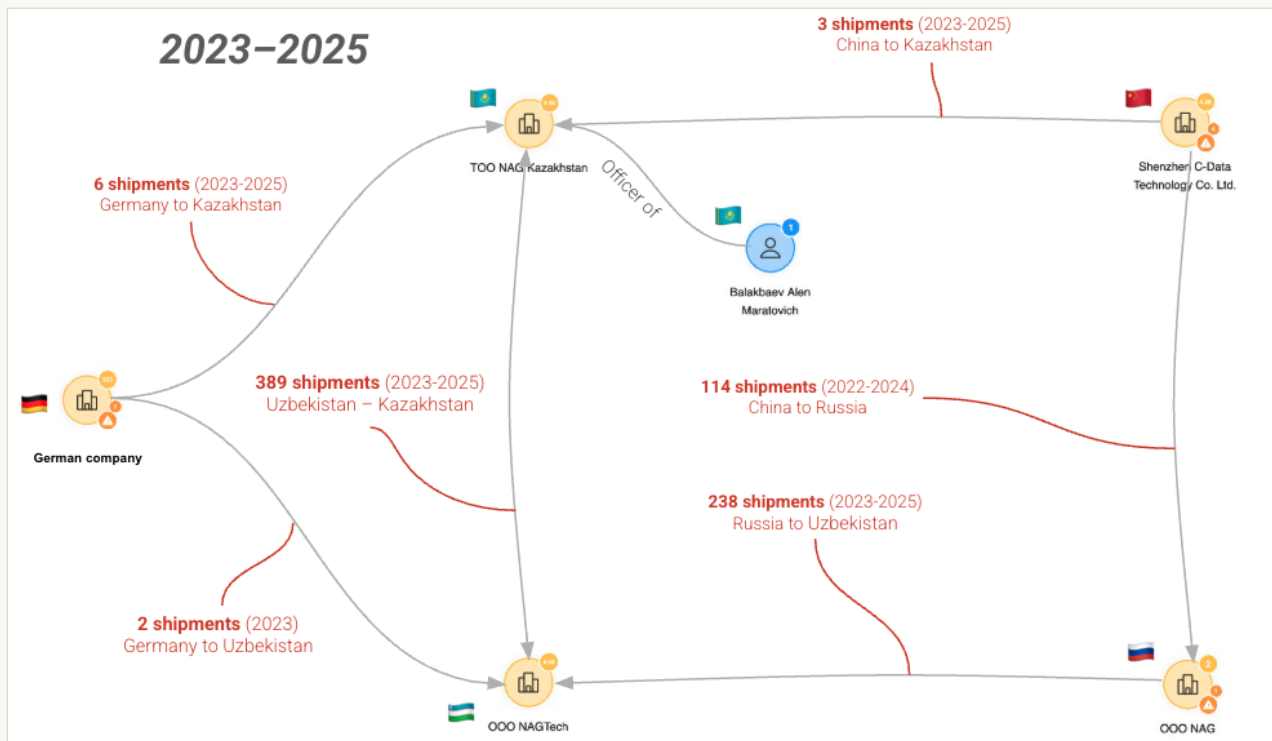 2023–2025
3 shipments (2023-2025)
China to Kazakhstan
TOO NAG Kazakhstan
Officer of
Shenzhen C-Data
Technology Co. Ltd.
6 shipments (2023-2025)
Germany to Kazakhstan
1
Balakbaev Alen
Maratovich
389 shipments (2023-2025)
Uzbekistan – Kazakhstan
114 shipments (2022-2024)
China to Russia
German company
238 shipments (2023-2025)
Russia to Uzbekistan
2 shipments (2023)
Germany to Uzbekistan
OOO NAGTech
2
OOO NAG